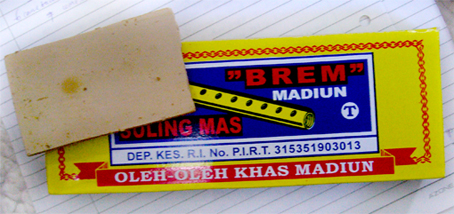 "BREM"
MADIUN
T
SULING MAS
DEP. KES. R.I. No. P.I.R.T. 315351903013
OLEH-OLEH KHAS MADIUN